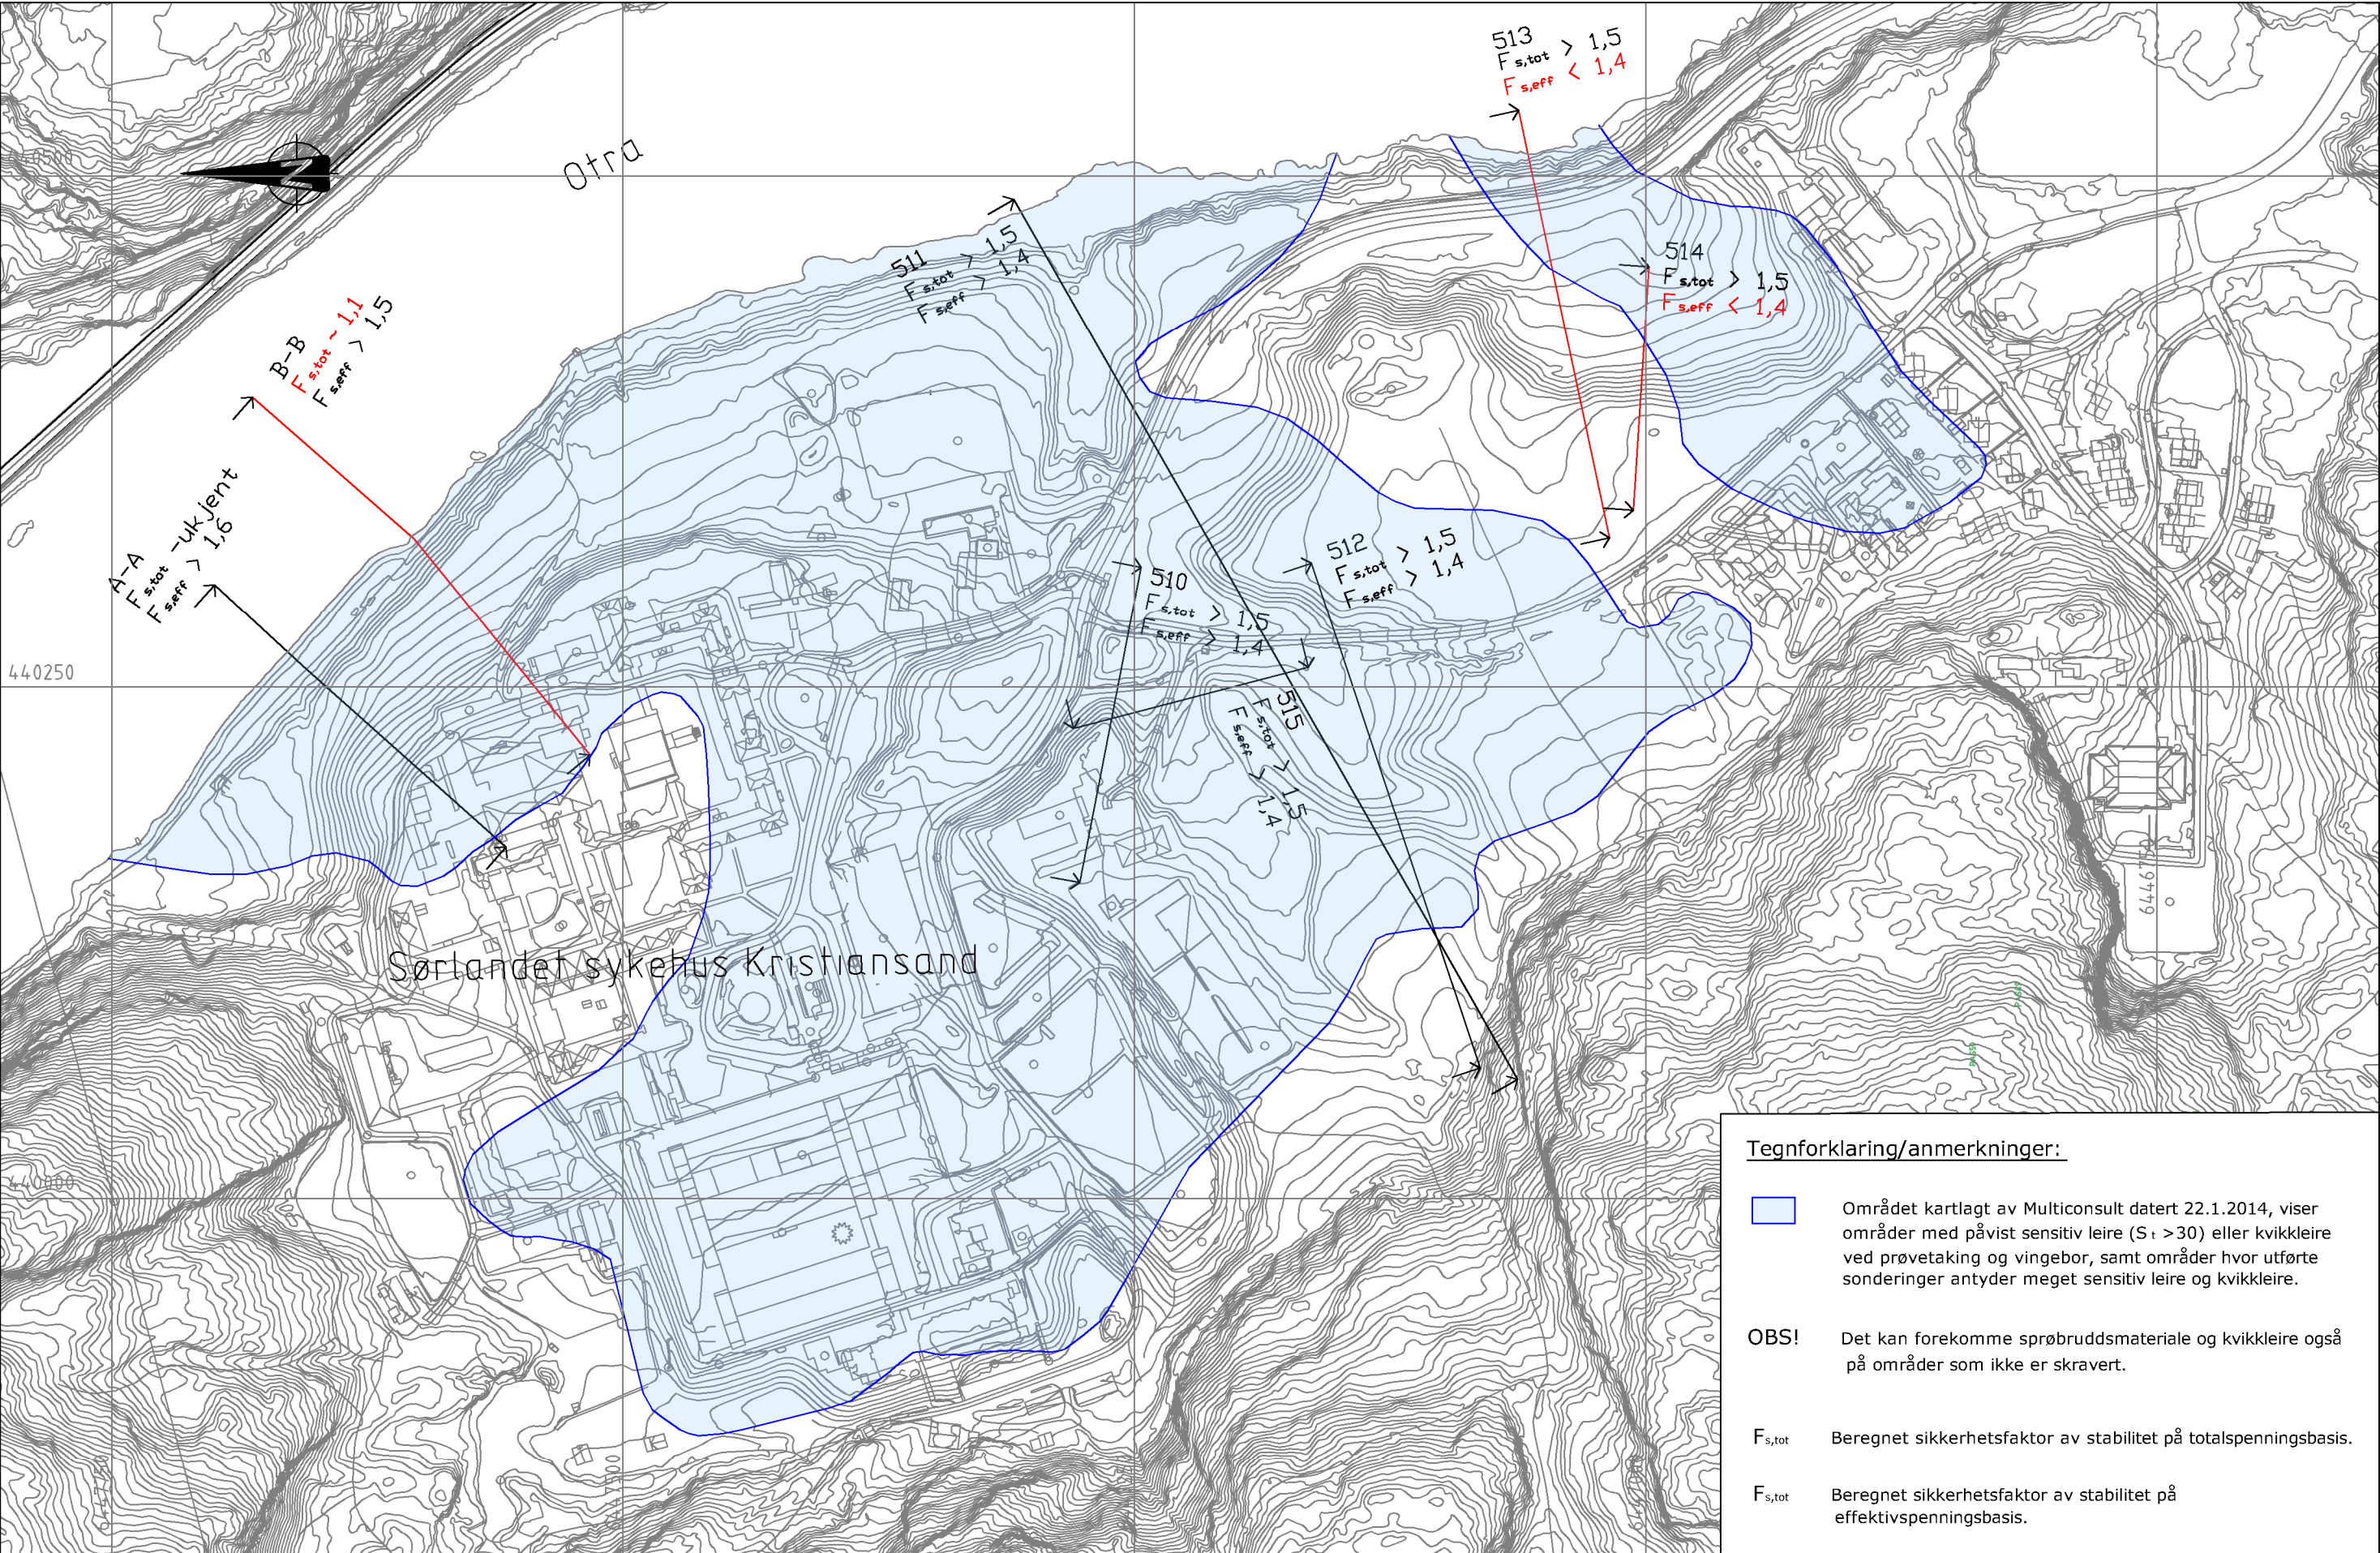 513
F s,tot > 1,5
F s,eff < 1,4
440500
N
Otra
514
F s,tot > 1,5
F s,eff < 1,4
511
F s,tot > 1,5
F s,eff > 1,4
B-B
F s,tot ~ 1,1
F s,eff > 1,5
A-A
F s,tot -ukjent
F s,eff > 1,6
512
F s,tot > 1,5
F s,eff > 1,4
510
F s,tot > 1,5
F s,eff > 1,4
440250
515
F s,tot > 1,5
F s,eff > 1,4
Sørlandet sykehus Kristiansand
440000
Tegnforklaring/anmerkninger:
Området kartlagt av Multiconsult datert 22.1.2014, viser
områder med påvist sensitiv leire (S t >30) eller kvikkleire
ved prøvetaking og vingebor, samt områder hvor utførte
sonderinger antyder meget sensitiv leire og kvikkleire.
OBS! Det kan forekomme sprøbruddsmateriale og kvikkleire også
på områder som ikke er skravert.
Fs,tot Beregnet sikkerhetsfaktor av stabilitet på totalspenningsbasis.
Fs,tot Beregnet sikkerhetsfaktor av stabilitet på
effektivspenningsbasis.